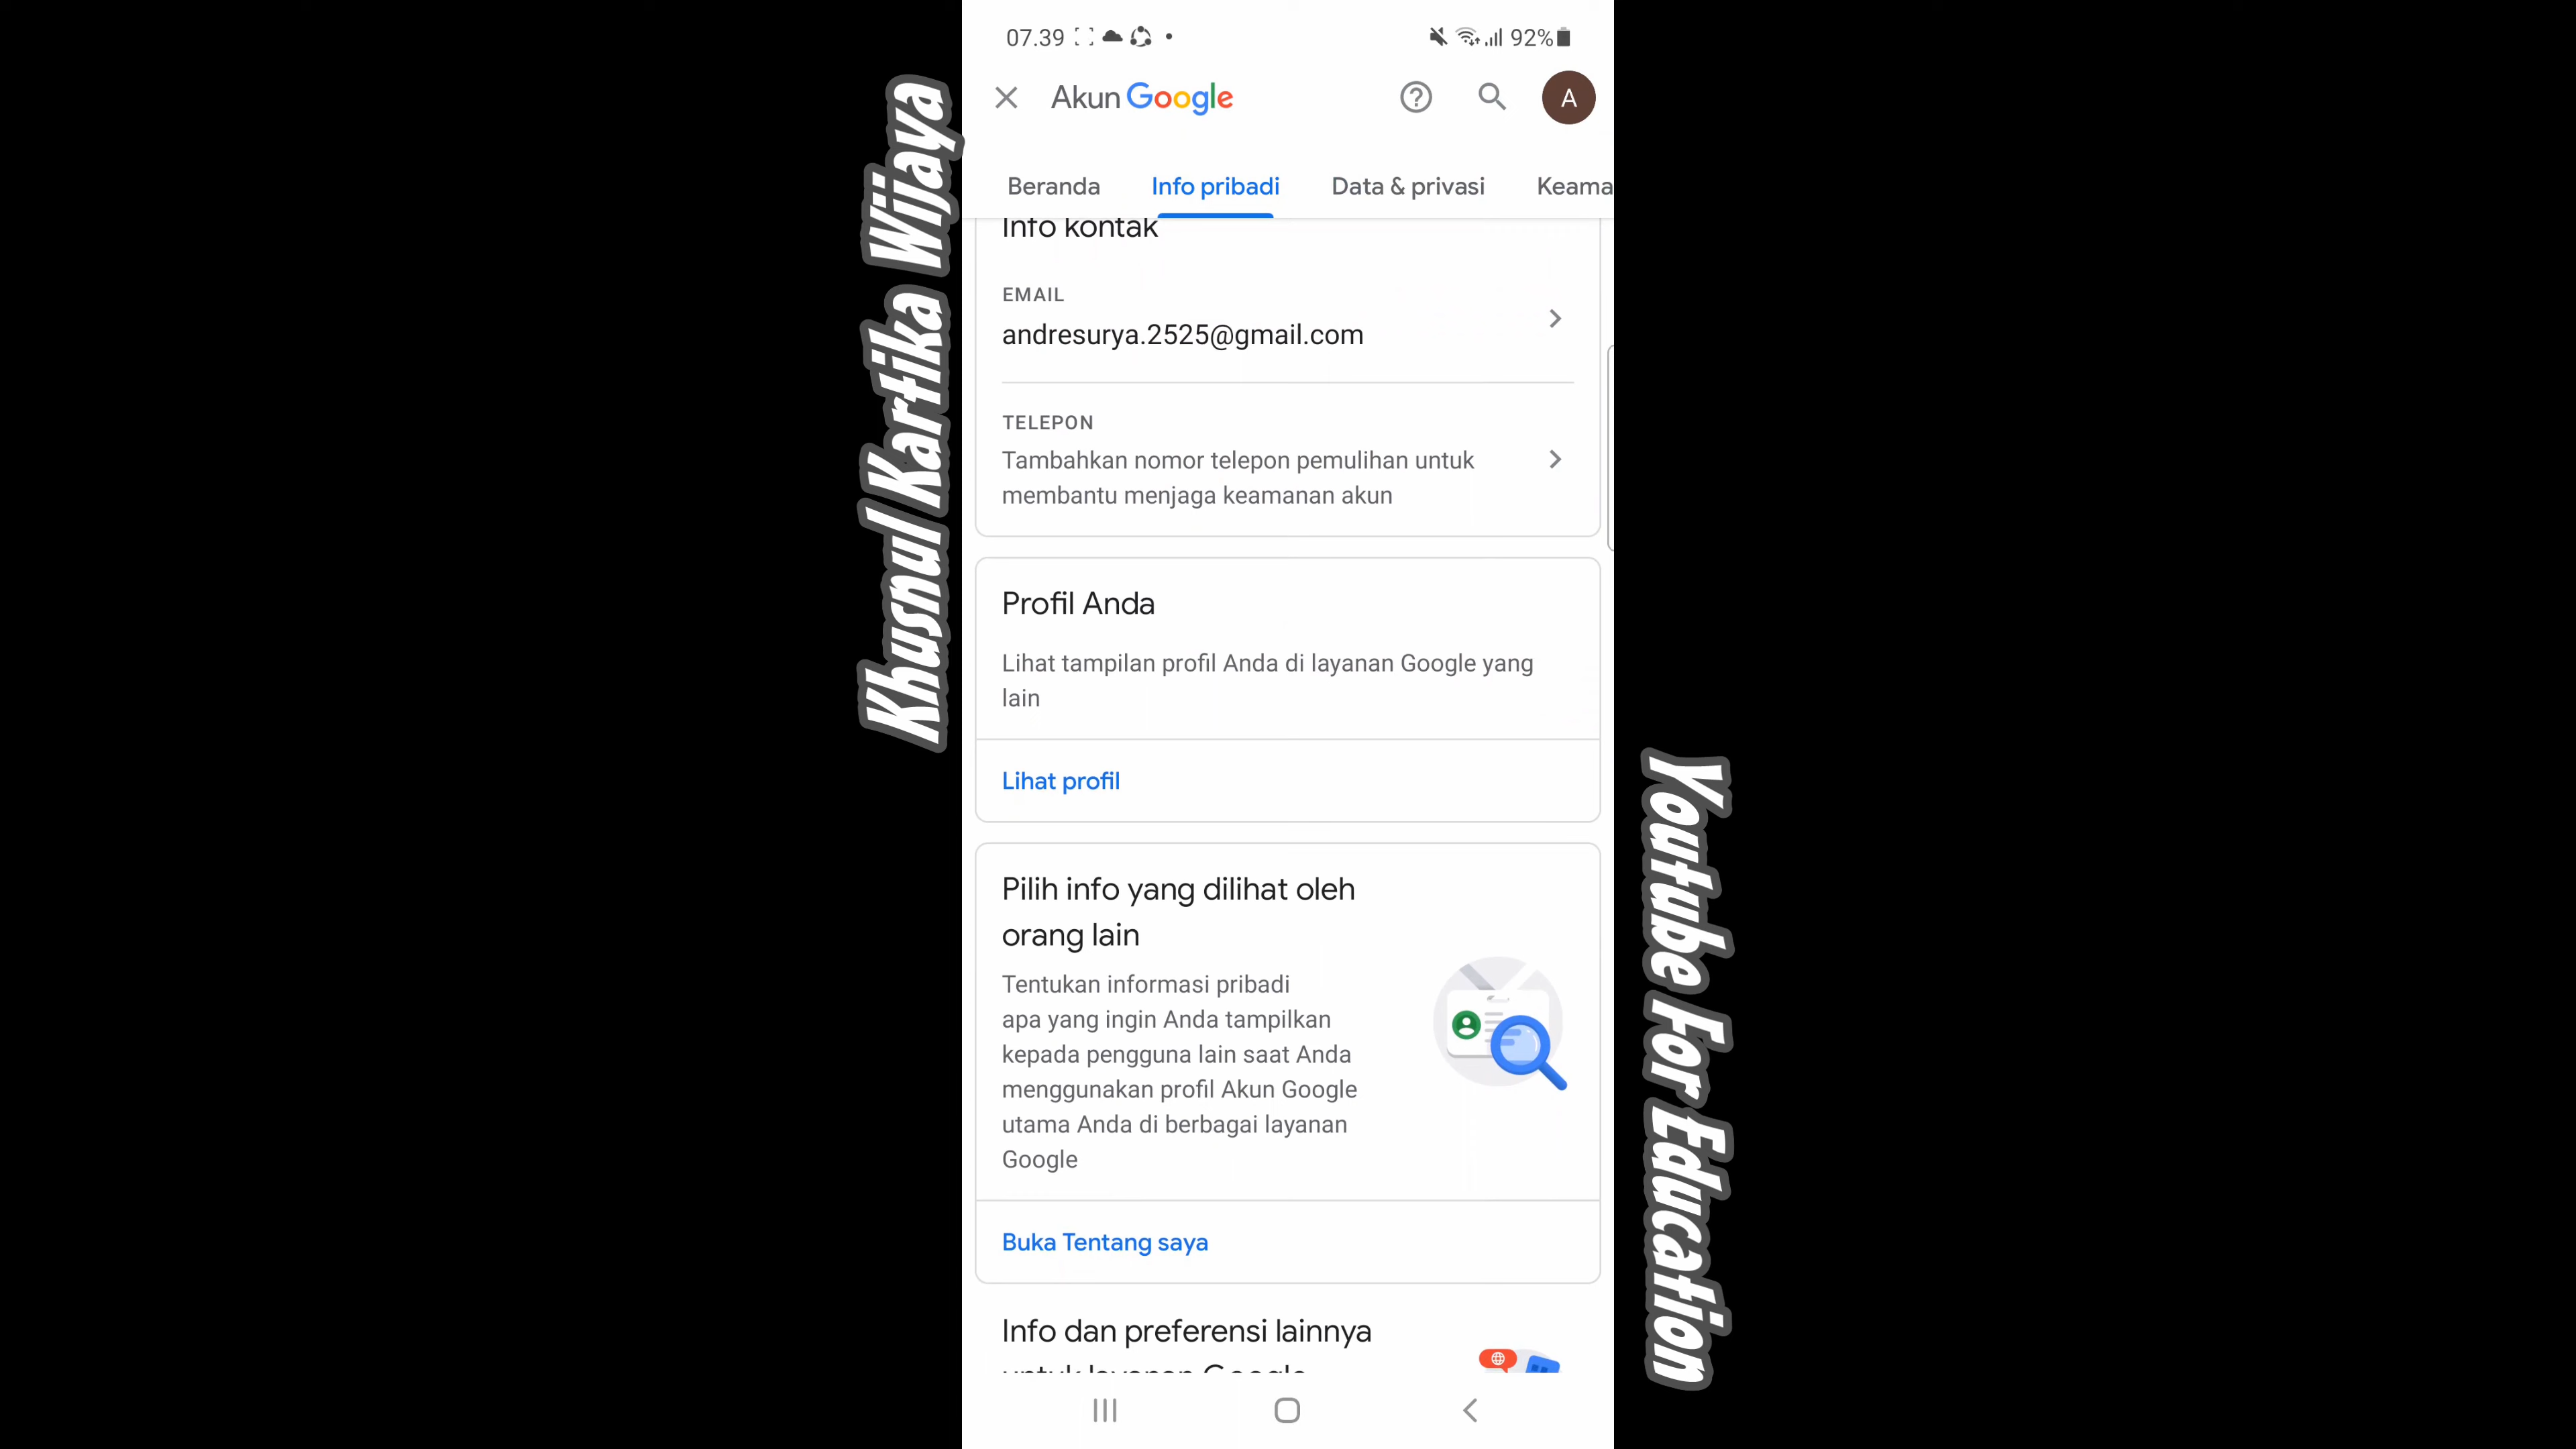 07.39
92%
Akun Google
A
Beranda
Info pribadi
Data & privasi
Keama
Info kontak
EMAIL
andresurya.2525@gmail.com
TELEPON
Tambahkan nomor telepon pemulihan untuk
membantu menjaga keamanan akun
Profil Anda
Lihat tampilan profil Anda di layanan Google yang
lain
Lihat profil
Pilih info yang dilihat oleh
orang lain
Tentukan informasi pribadi
apa yang ingin Anda tampilkan
kepada pengguna lain saat Anda
menggunakan profil Akun Google
utama Anda di berbagai layanan
Google
Buka Tentang saya
Info dan preferensi lainnya
untuk layanan Google
Khusnul Kartika Wijaya
Youtube For Education